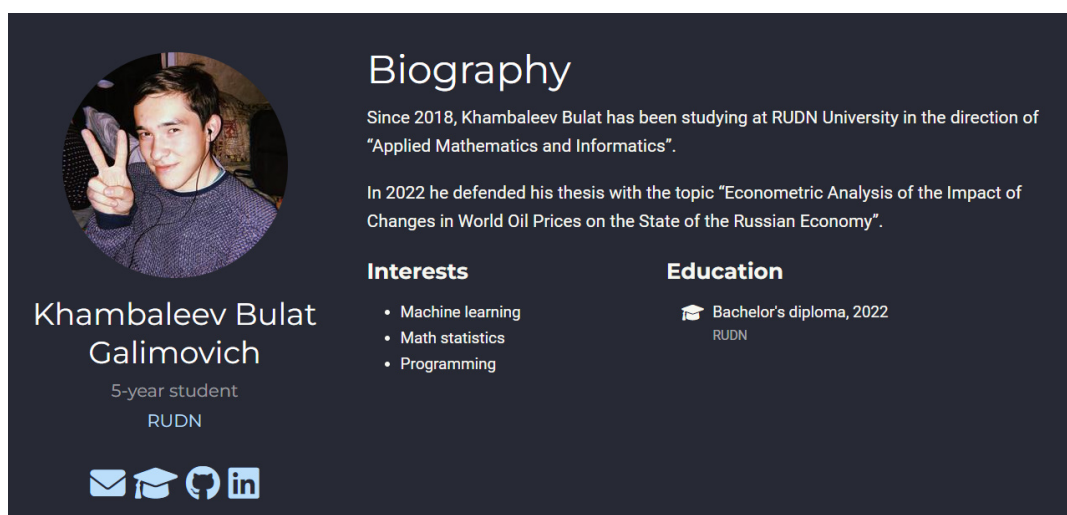 Biography
Since 2018, Khambaleev Bulat has been studying at RUDN University in the direction of
“Applied Mathematics and Informatics”.
In 2022 he defended his thesis with the topic “Econometric Analysis of the Impact of
Changes in World Oil Prices on the State of the Russian Economy”.
Interests
Machine learning
Math statistics
Programming
Education
Bachelor's diploma, 2022
RUDN
Khambaleev Bulat
Galimovich
5-year student
RUDN
in